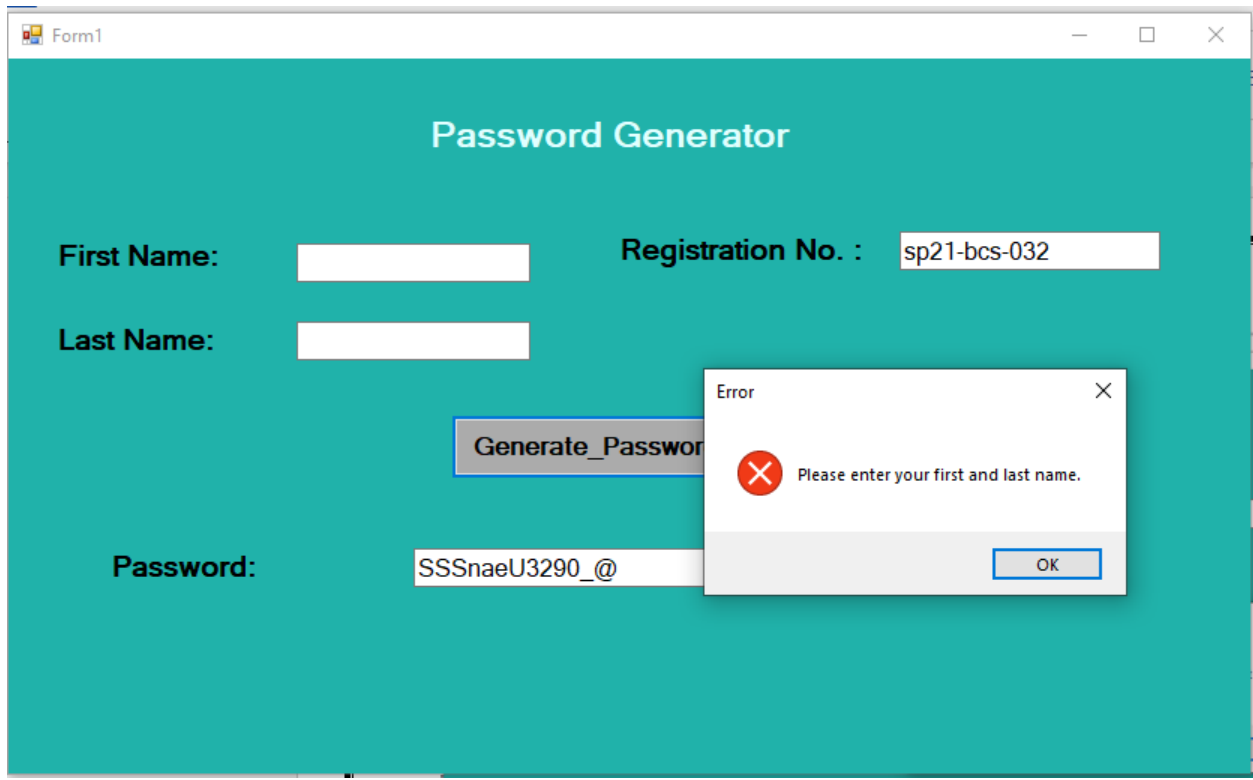 Form1
Password Generator
First Name:
Registration No. :
sp21-bcs-032
Last Name:
Error
Generate_Passwor
Please enter your first and last name.
OK
Password:
SSSnaeU3290_@